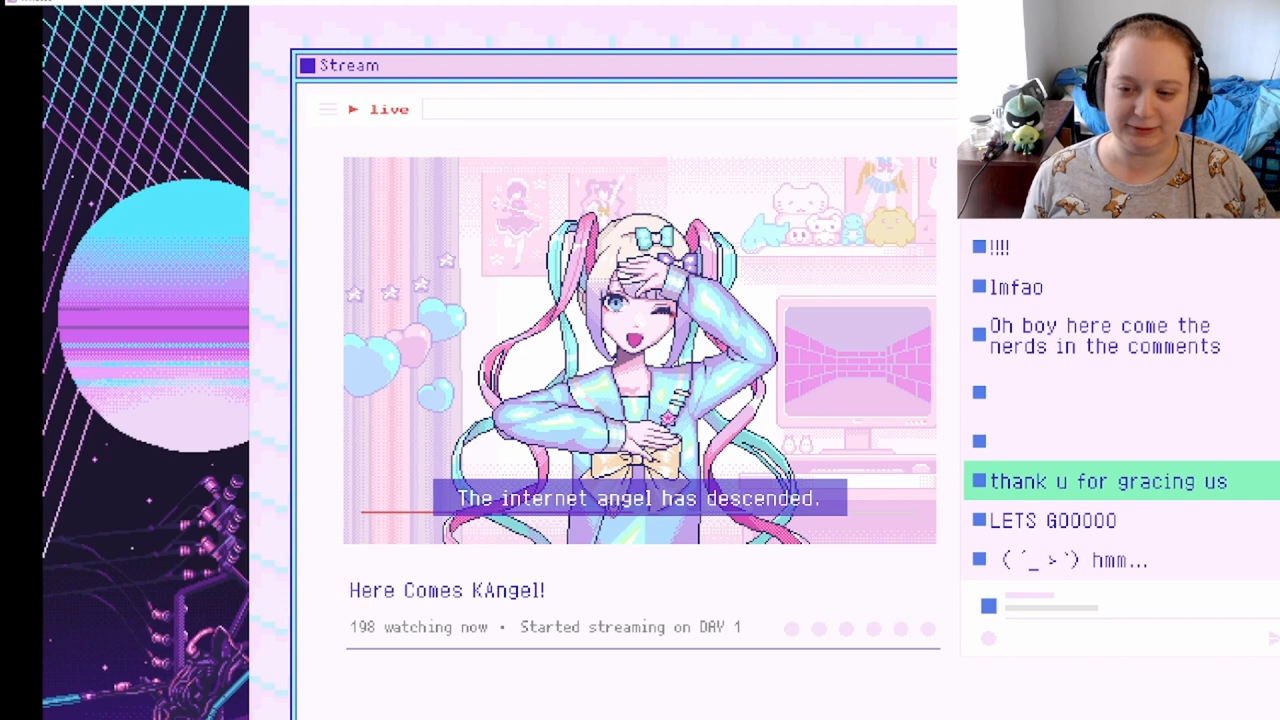 Stream
live
The internet angel has descended.
Here Comes KAngel!
198 watching now • Started streaming on DAY 1
!!!!
lmfao
Oh boy here come the
nerds in the comments
thank u for gracing us
LETS GOOOOO
( ´_ゝ`) hmm...